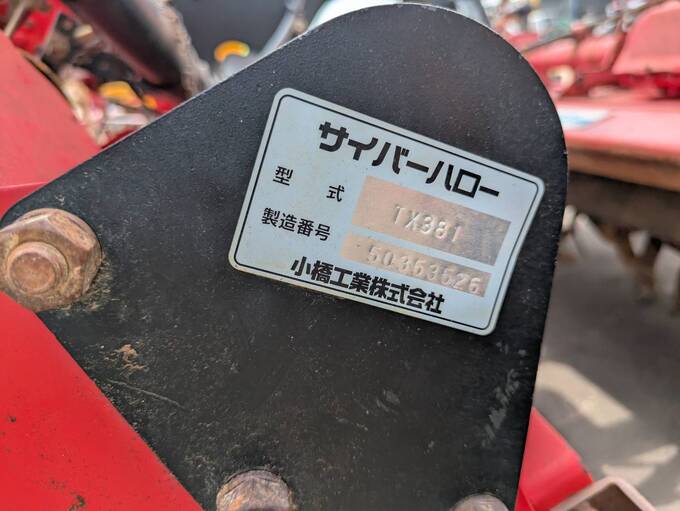 サイバーハロー
型式 TX381
製造番号 50353526
小橋工業株式会社